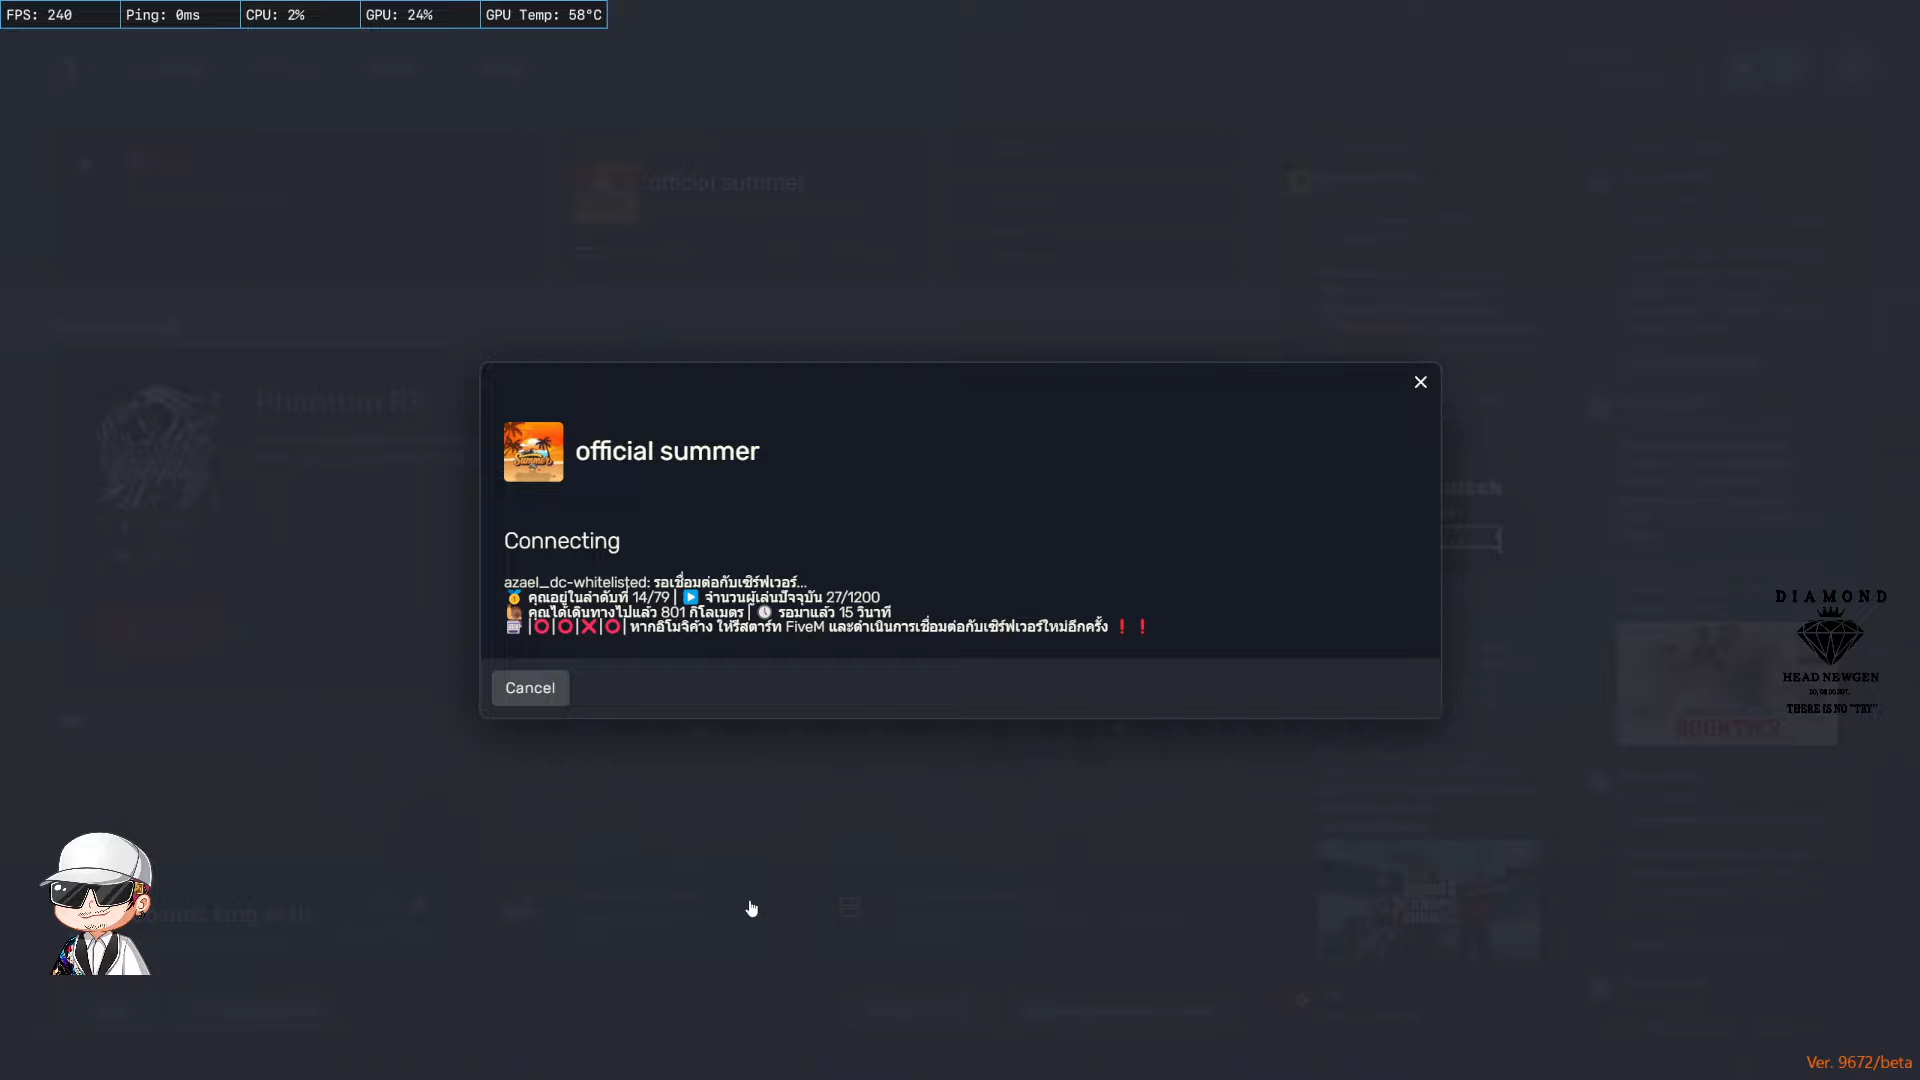 FPS: 240 Ping: 0ms CPU: 2% GPU: 24% GPU Temp: 58°C
official summer
official summer
Connecting
azael_dc-whitelisted: รอเชื่อมต่อกับเซิร์ฟเวอร์...
🥇 คุณอยู่ในลำดับที่ 14/79 | ▶️ จำนวนผู้เล่นปัจจุบัน 27/1200
คุณได้เดินทางไปแล้ว 801 กิโลเมตร | 🕔 รอมาแล้ว 15 วินาที
🎰 |⭕|⭕|❌|⭕| หากอิโมจิค้าง ให้รีสตาร์ท FiveM และดำเนินการเชื่อมต่อกับเซิร์ฟเวอร์ใหม่อีกครั้ง ❗ ❗
Cancel
DIAMOND
HEAD NEWGEN
DO, OR DO NOT.
THERE IS NO "TRY".
Ver. 9672/beta